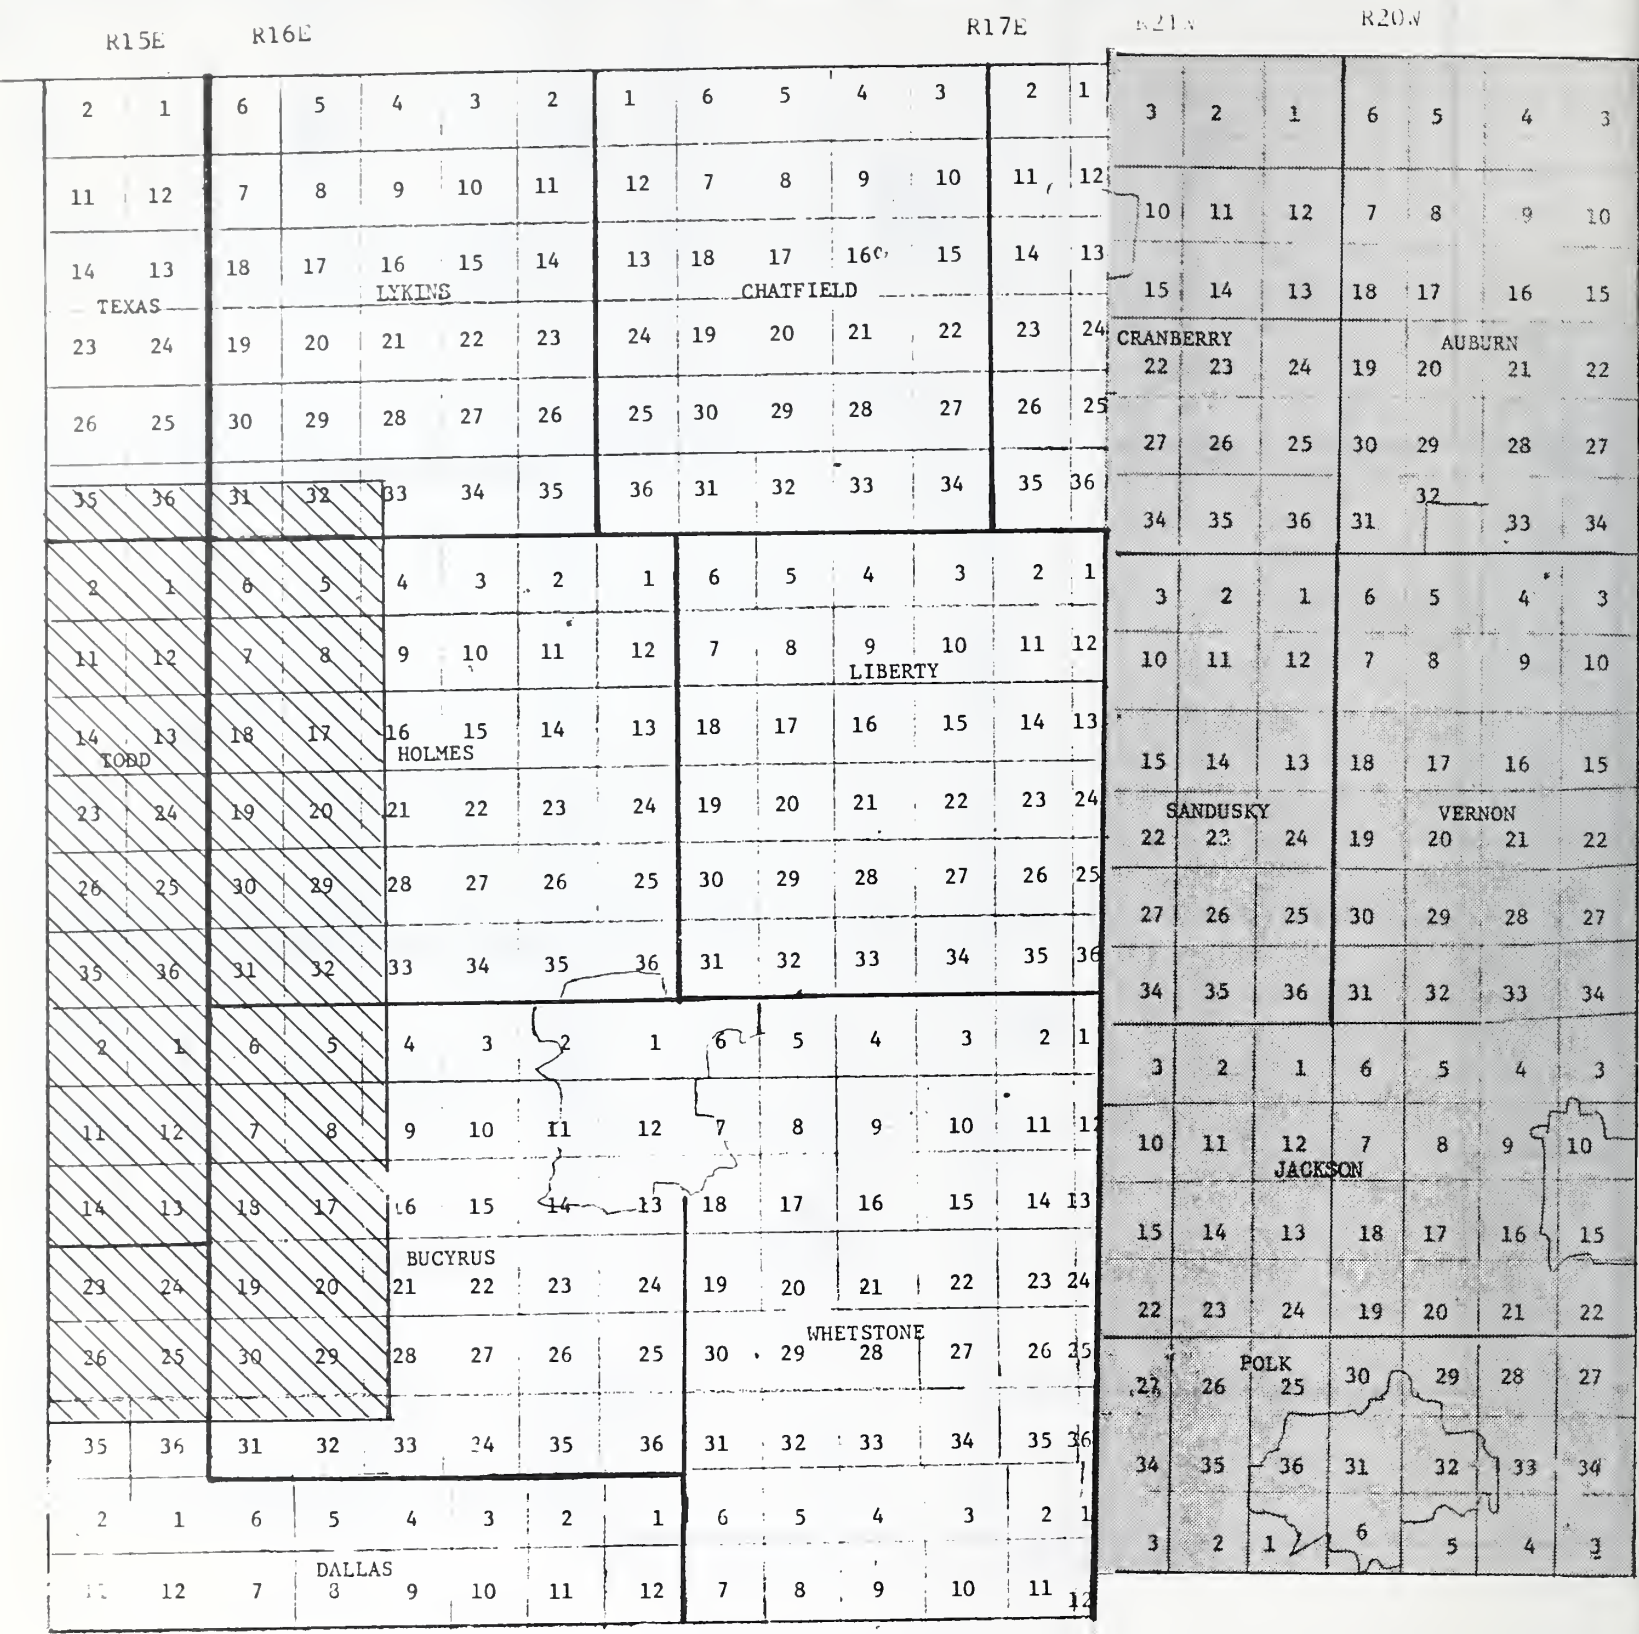 R15E R16E R17E R20W
2 1 6 5 4 3 2 1 6 5 4 3 2 1 3 2 1 6 5 4 3
11 12 7 8 9 10 11 12 7 8 9 10 11 12 10 11 12 7 8 9 10
14 13 18 17 16 15 14 13 18 17 16 15 14 13 15 14 13 18 17 16 15
TEXAS LYKINS CHATFIELD CRANBERRY AUBURN
23 24 19 20 21 22 23 24 19 20 21 22 23 24 22 23 24 19 20 21 22
26 25 30 29 28 27 26 25 30 29 28 27 26 25 27 26 25 30 29 28 27
35 36 31 32 33 34 35 36 31 32 33 34 35 36 34 35 36 31 32 33 34
2 1 6 5 4 3 2 1 6 5 4 3 2 1 3 2 1 6 5 4 3
11 12 7 8 9 10 11 12 7 8 9 10 11 12 10 11 12 7 8 9 10
LIBERTY
14 13 18 17 16 15 14 13 18 17 16 15 14 13 15 14 13 18 17 16 15
TODD HOLMES SANDUSKY VERNON
23 24 19 20 21 22 23 24 19 20 21 22 23 24 22 23 24 19 20 21 22
26 25 30 29 28 27 26 25 30 29 28 27 26 25 27 26 25 30 29 28 27
35 36 31 32 33 34 35 36 31 32 33 34 35 36 34 35 36 31 32 33 34
2 1 6 5 4 3 2 1 6 5 4 3 2 1 3 2 1 6 5 4 3
11 12 7 8 9 10 11 12 7 8 9 10 11 12 10 11 12 7 8 9 10
JACKSON
14 13 18 17 16 15 14 13 18 17 16 15 14 13 15 14 13 18 17 16 15
BUCYRUS
23 24 19 20 21 22 23 24 19 20 21 22 23 24 22 23 24 19 20 21 22
WHETSTONE POLK
26 25 30 29 28 27 26 25 30 29 28 27 26 25 27 26 25 30 29 28 27
35 36 31 32 33 34 35 36 31 32 33 34 35 36 34 35 36 31 32 33 34
2 1 6 5 4 3 2 1 6 5 4 3 2 1 3 2 1 6 5 4 3
DALLAS
12 7 8 9 10 11 12 7 8 9 10 11 12